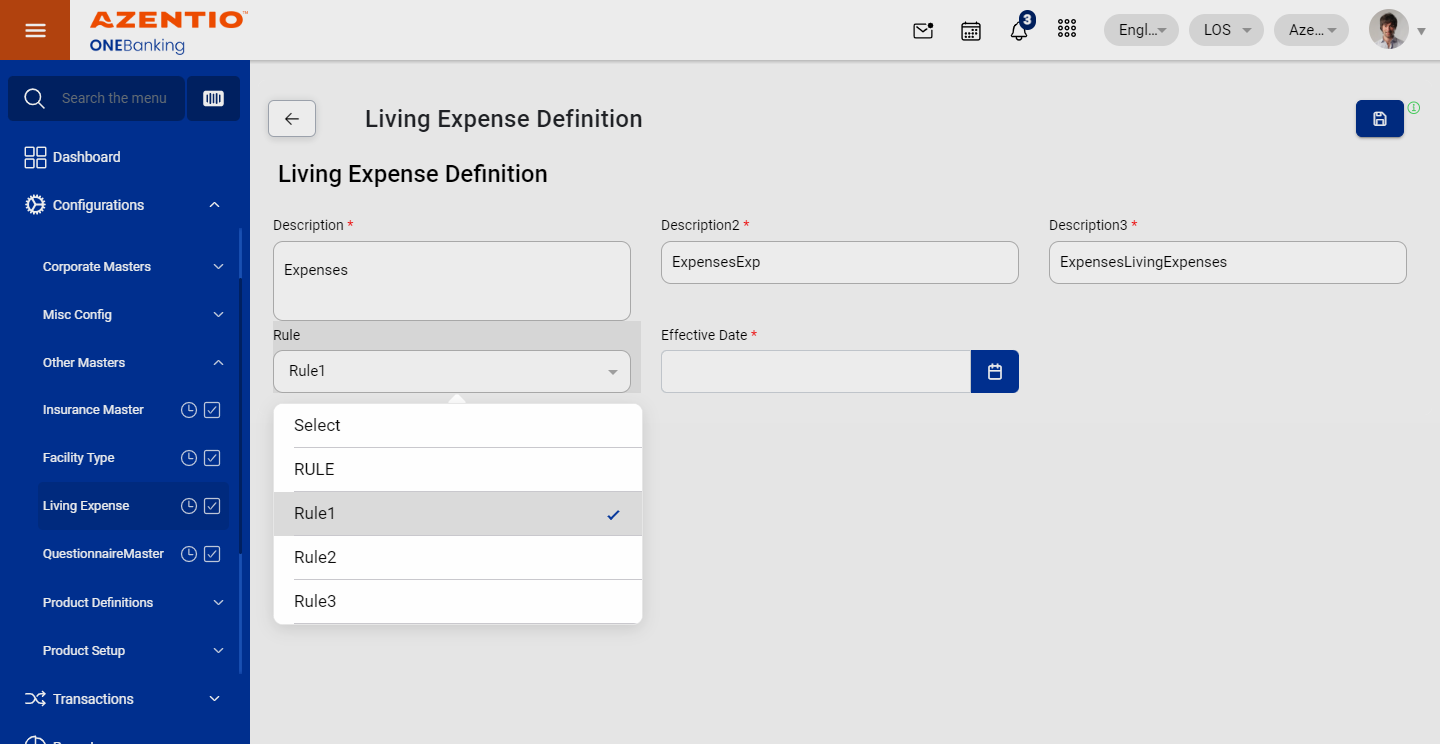 AZENTIO™
ONEBanking
3
Engl...
LOS
Aze...
Search the menu
Dashboard
Configurations
Corporate Masters
Misc Config
Other Masters
Insurance Master
Facility Type
Living Expense
QuestionnaireMaster
Product Definitions
Product Setup
Transactions
Living Expense Definition
Living Expense Definition
Description *
Description2 *
Description3 *
Expenses
ExpensesExp
ExpensesLivingExpenses
Rule
Effective Date *
Rule1
Select
RULE
Rule1
Rule2
Rule3